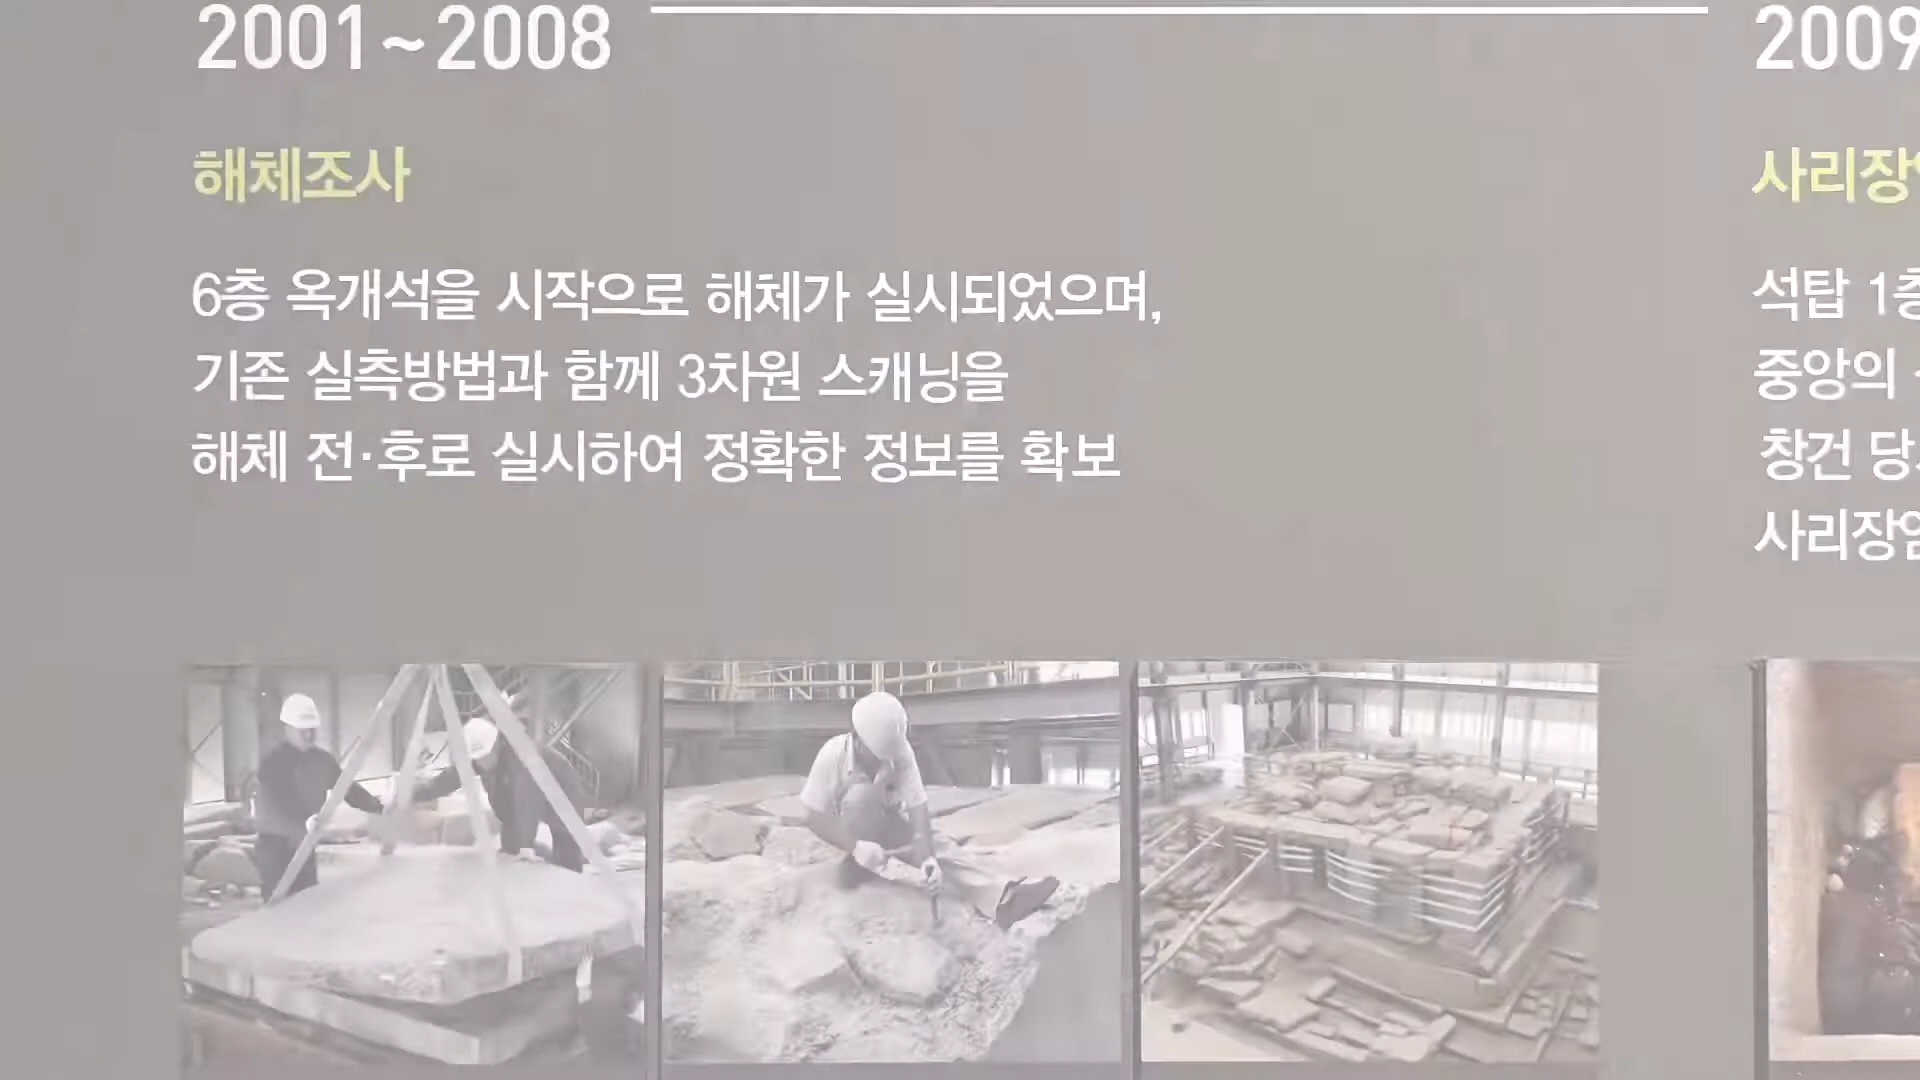 2001~2008
해체조사
6층 옥개석을 시작으로 해체가 실시되었으며,
기존 실측방법과 함께 3차원 스캐닝을
해체 전·후로 실시하여 정확한 정보를 확보
2009
사리장
석탑 1층
중앙의
창건 당
사리장엄